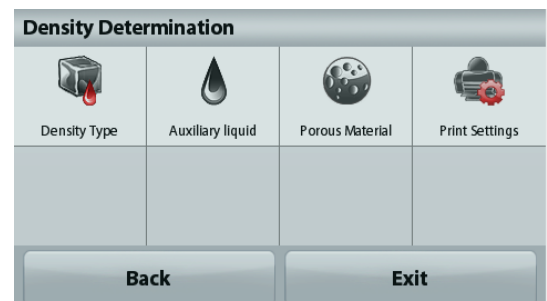 Density Determination
Density Type
Auxiliary liquid
Porous Material
Print Settings
Back
Exit